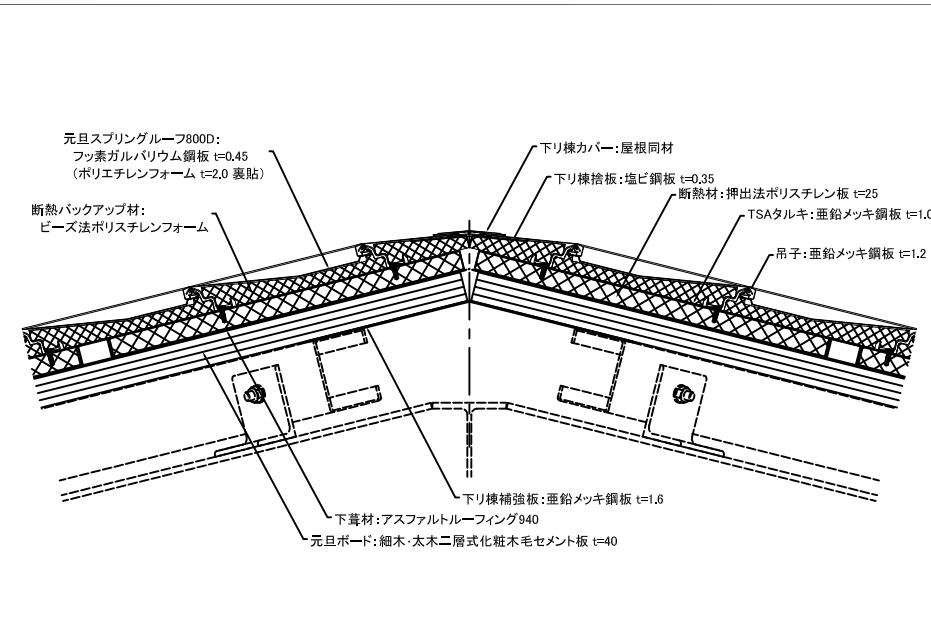 元旦スプリングルーフ800D:
フッ素ガルバリウム鋼板 t=0.45
(ポリエチレンフォーム t=2.0 裏貼)
断熱バックアップ材:
ビーズ法ポリスチレンフォーム
下リ棟カバー:屋根同材
下リ棟捨板:塩ビ鋼板 t=0.35
断熱材:押出法ポリスチレン板 t=25
TSAタルキ:亜鉛メッキ鋼板 t=1.0
吊子:亜鉛メッキ鋼板 t=1.2
下リ棟補強板:亜鉛メッキ鋼板 t=1.6
下葺材:アスファルトルーフィング940
元旦ボード:細木・太木二層式化粧木毛セメント板 t=40